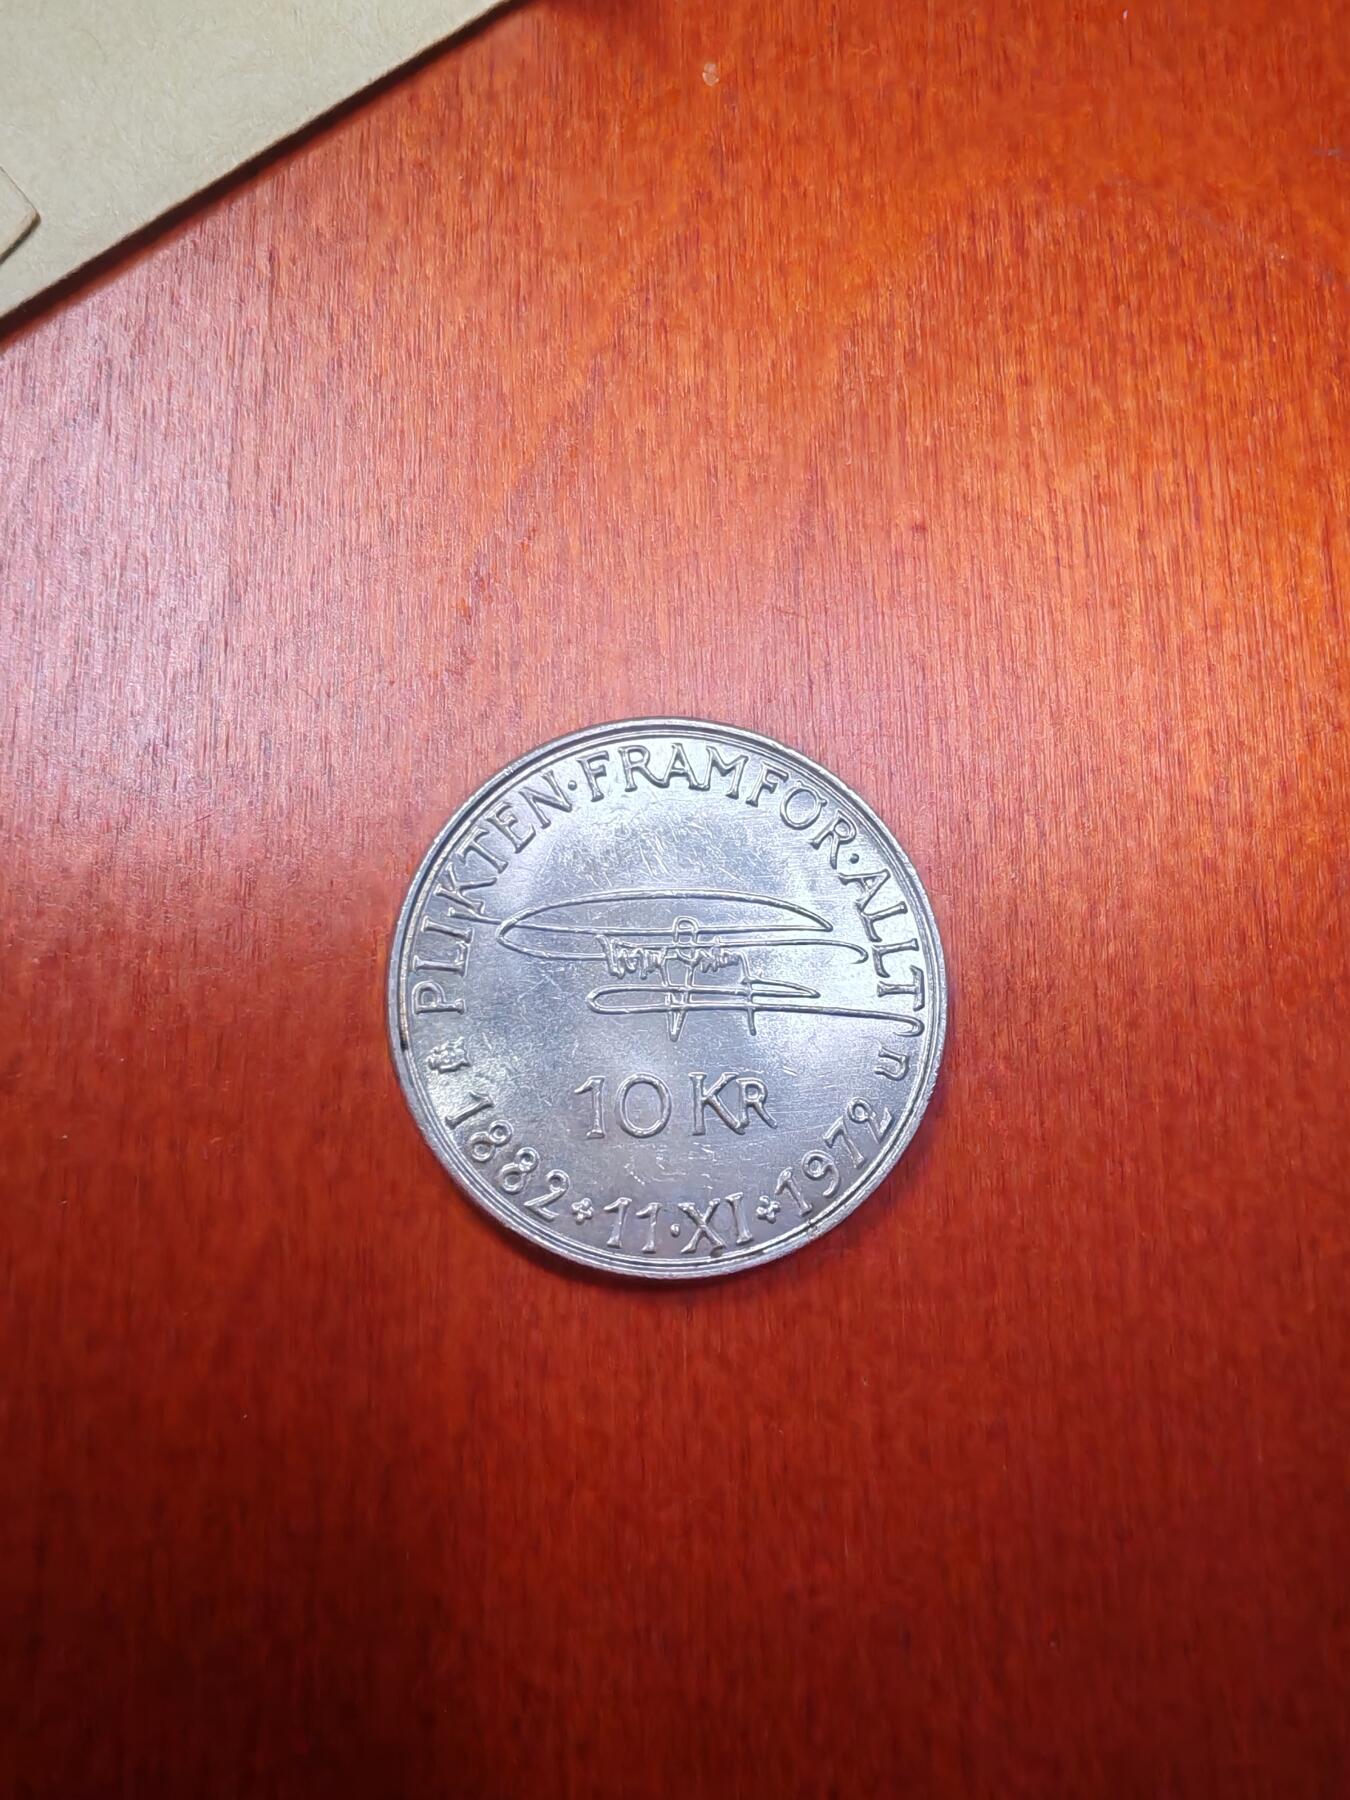 PLIKTEN·FRAMFÖR·ALLT
10 KR
1882 11·XI 1972